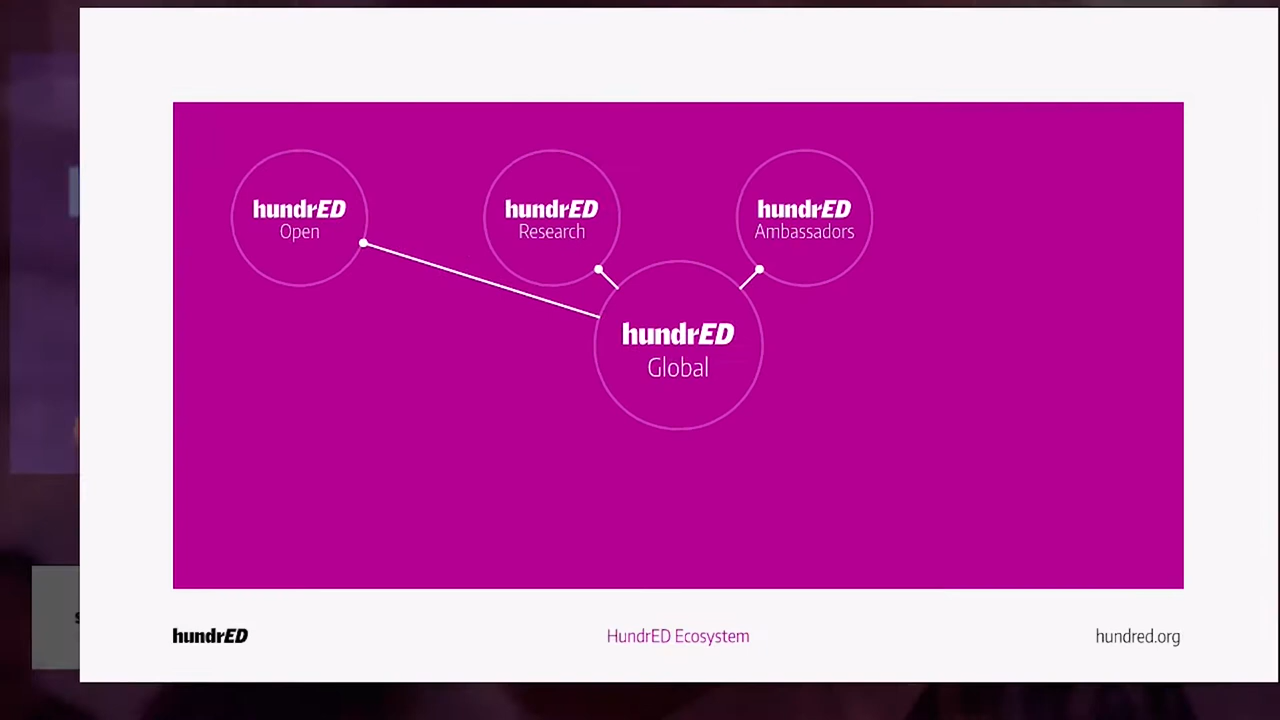 hundrED
Open
hundrED
Research
hundrED
Ambassadors
hundrED
Global
hundrED
HundrED Ecosystem
hundred.org